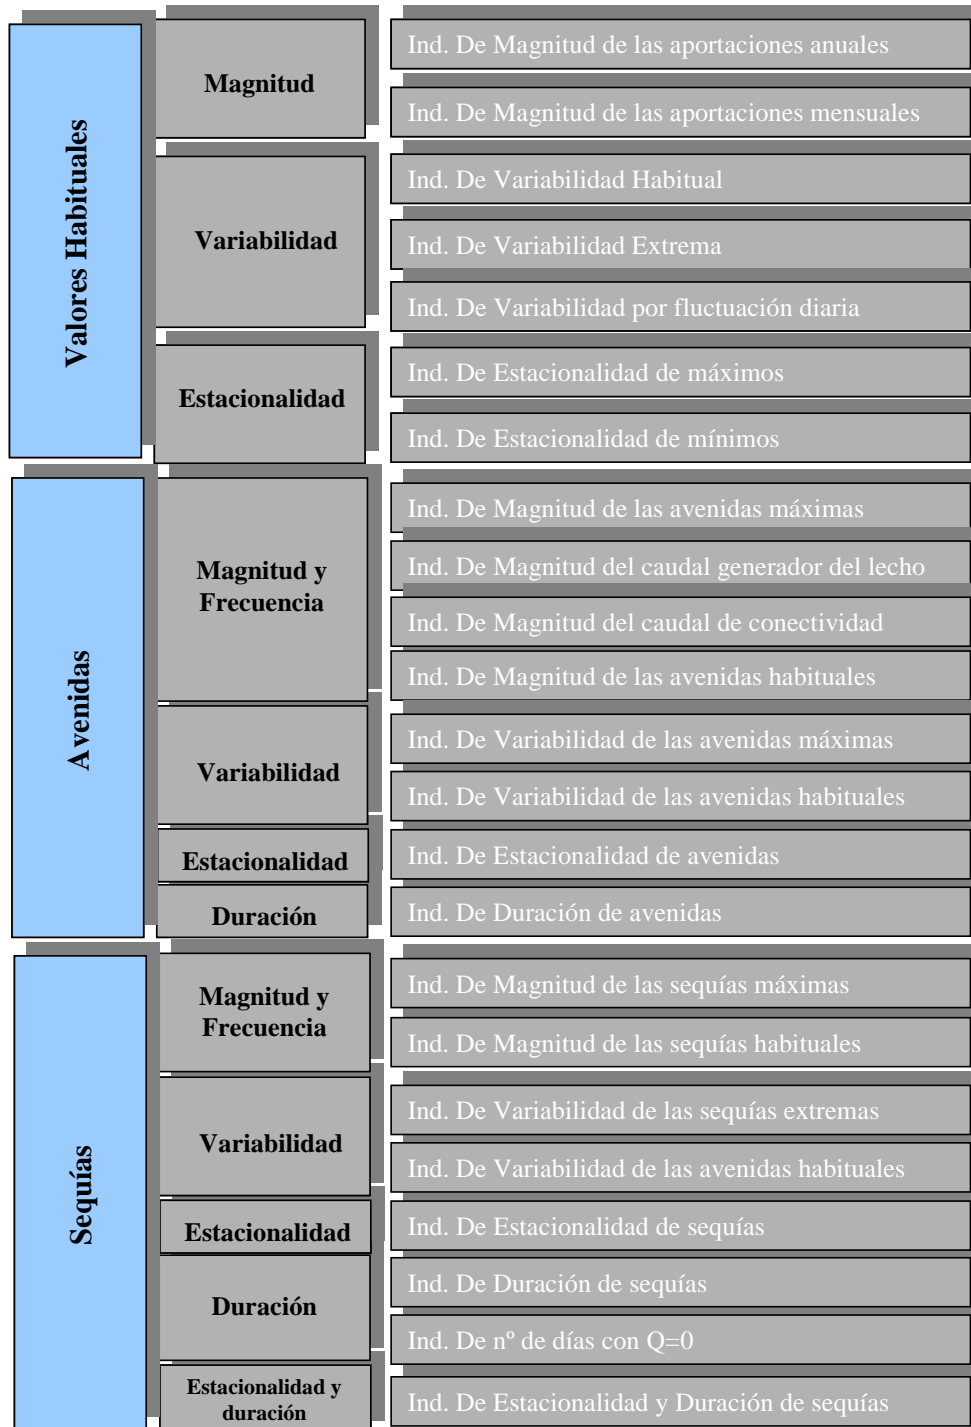 Valores Habituales
Magnitud
Ind. De Magnitud de las aportaciones anuales
Ind. De Magnitud de las aportaciones mensuales
Variabilidad
Ind. De Variabilidad Habitual
Ind. De Variabilidad Extrema
Ind. De Variabilidad por fluctuación diaria
Estacionalidad
Ind. De Estacionalidad de máximos
Ind. De Estacionalidad de mínimos
Avenidas
Magnitud y
Frecuencia
Ind. De Magnitud de las avenidas máximas
Ind. De Magnitud del caudal generador del lecho
Ind. De Magnitud del caudal de conectividad
Ind. De Magnitud de las avenidas habituales
Variabilidad
Ind. De Variabilidad de las avenidas máximas
Ind. De Variabilidad de las avenidas habituales
Estacionalidad
Ind. De Estacionalidad de avenidas
Duración
Ind. De Duración de avenidas
Sequías
Magnitud y
Frecuencia
Ind. De Magnitud de las sequías máximas
Ind. De Magnitud de las sequías habituales
Variabilidad
Ind. De Variabilidad de las sequías extremas
Ind. De Variabilidad de las avenidas habituales
Estacionalidad
Ind. De Estacionalidad de sequías
Duración
Ind. De Duración de sequías
Ind. De nº de días con Q=0
Estacionalidad y
duración
Ind. De Estacionalidad y Duración de sequías